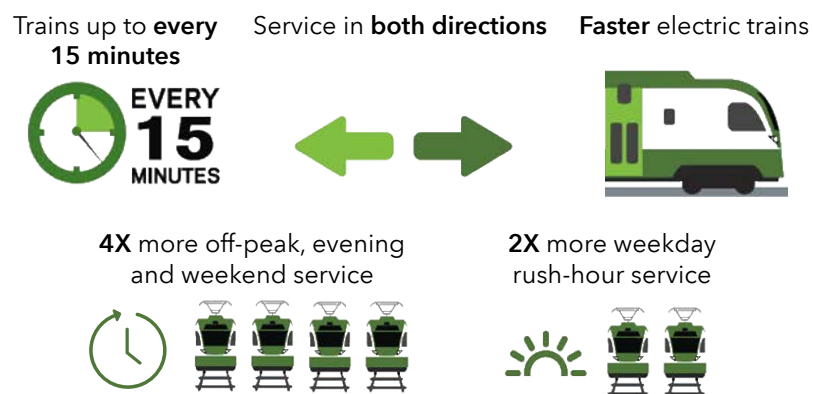 Trains up to every
15 minutes
Service in both directions
Faster electric trains
EVERY
15
MINUTES
4X more off-peak, evening
and weekend service
2X more weekday
rush-hour service